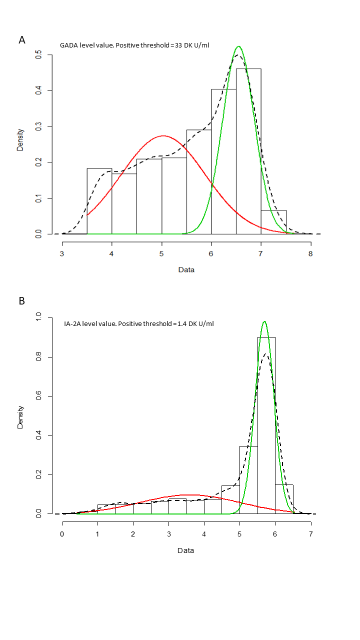 A
GADA level value. Positive threshold =33 DK U/ml
0.5
0.4
0.3
0.2
0.1
0.0
Density
3 4 5 6 7 8
Data
B
IA-2A level value. Positive threshold =1.4 DK U/ml
1.0
0.8
0.6
0.4
0.2
0.0
Density
0 1 2 3 4 5 6 7
Data